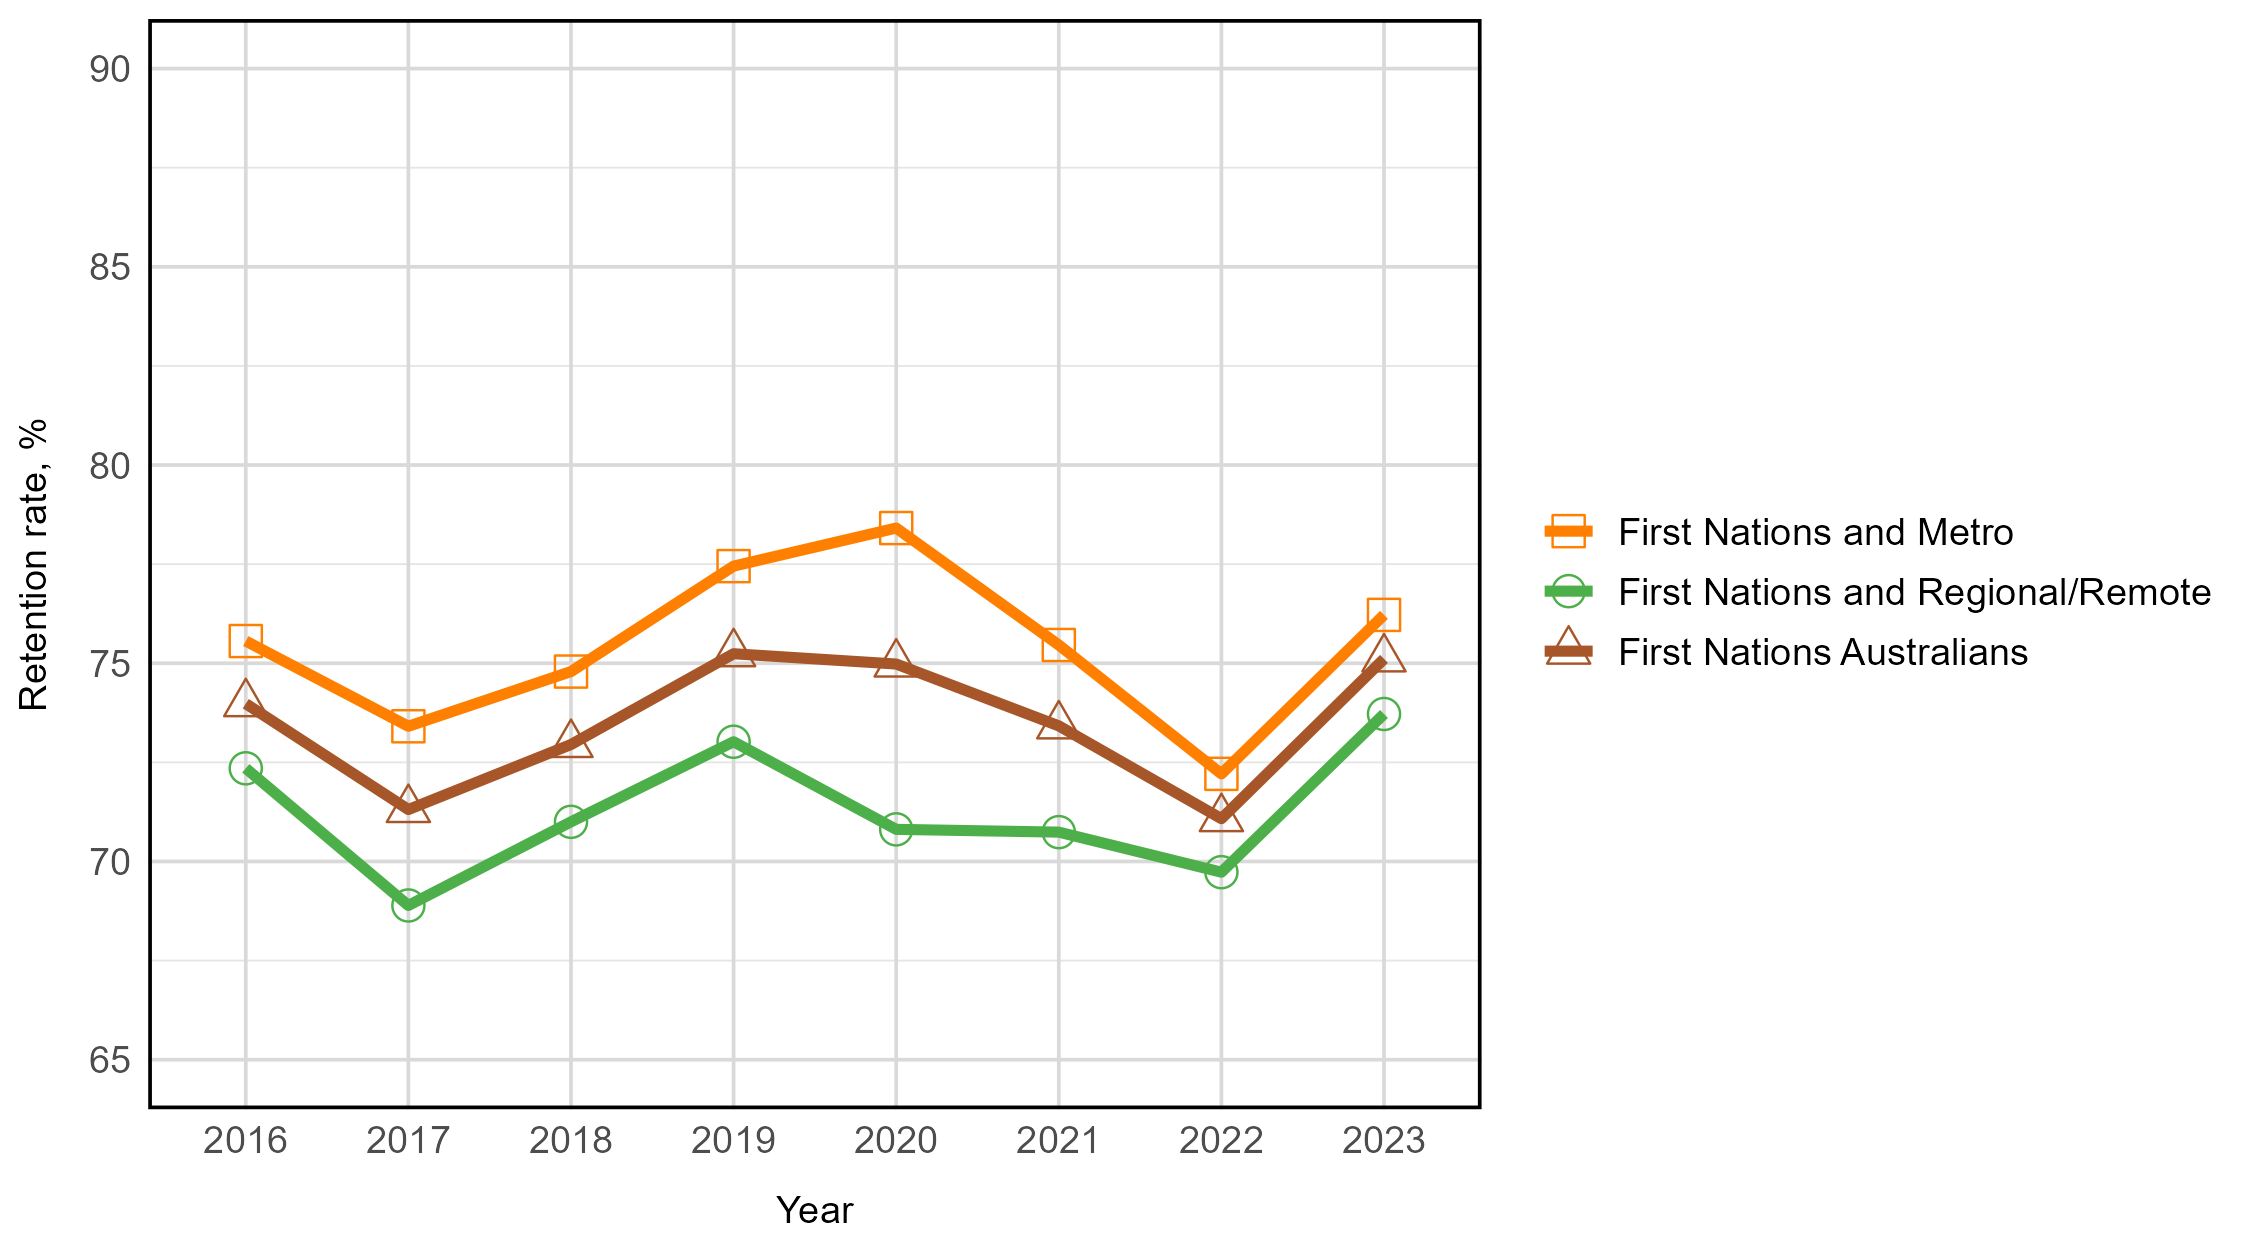 90
85
80
75
70
65
Retention rate, %
2016 2017 2018 2019 2020 2021 2022 2023
Year
First Nations and Metro
First Nations and Regional/Remote
First Nations Australians